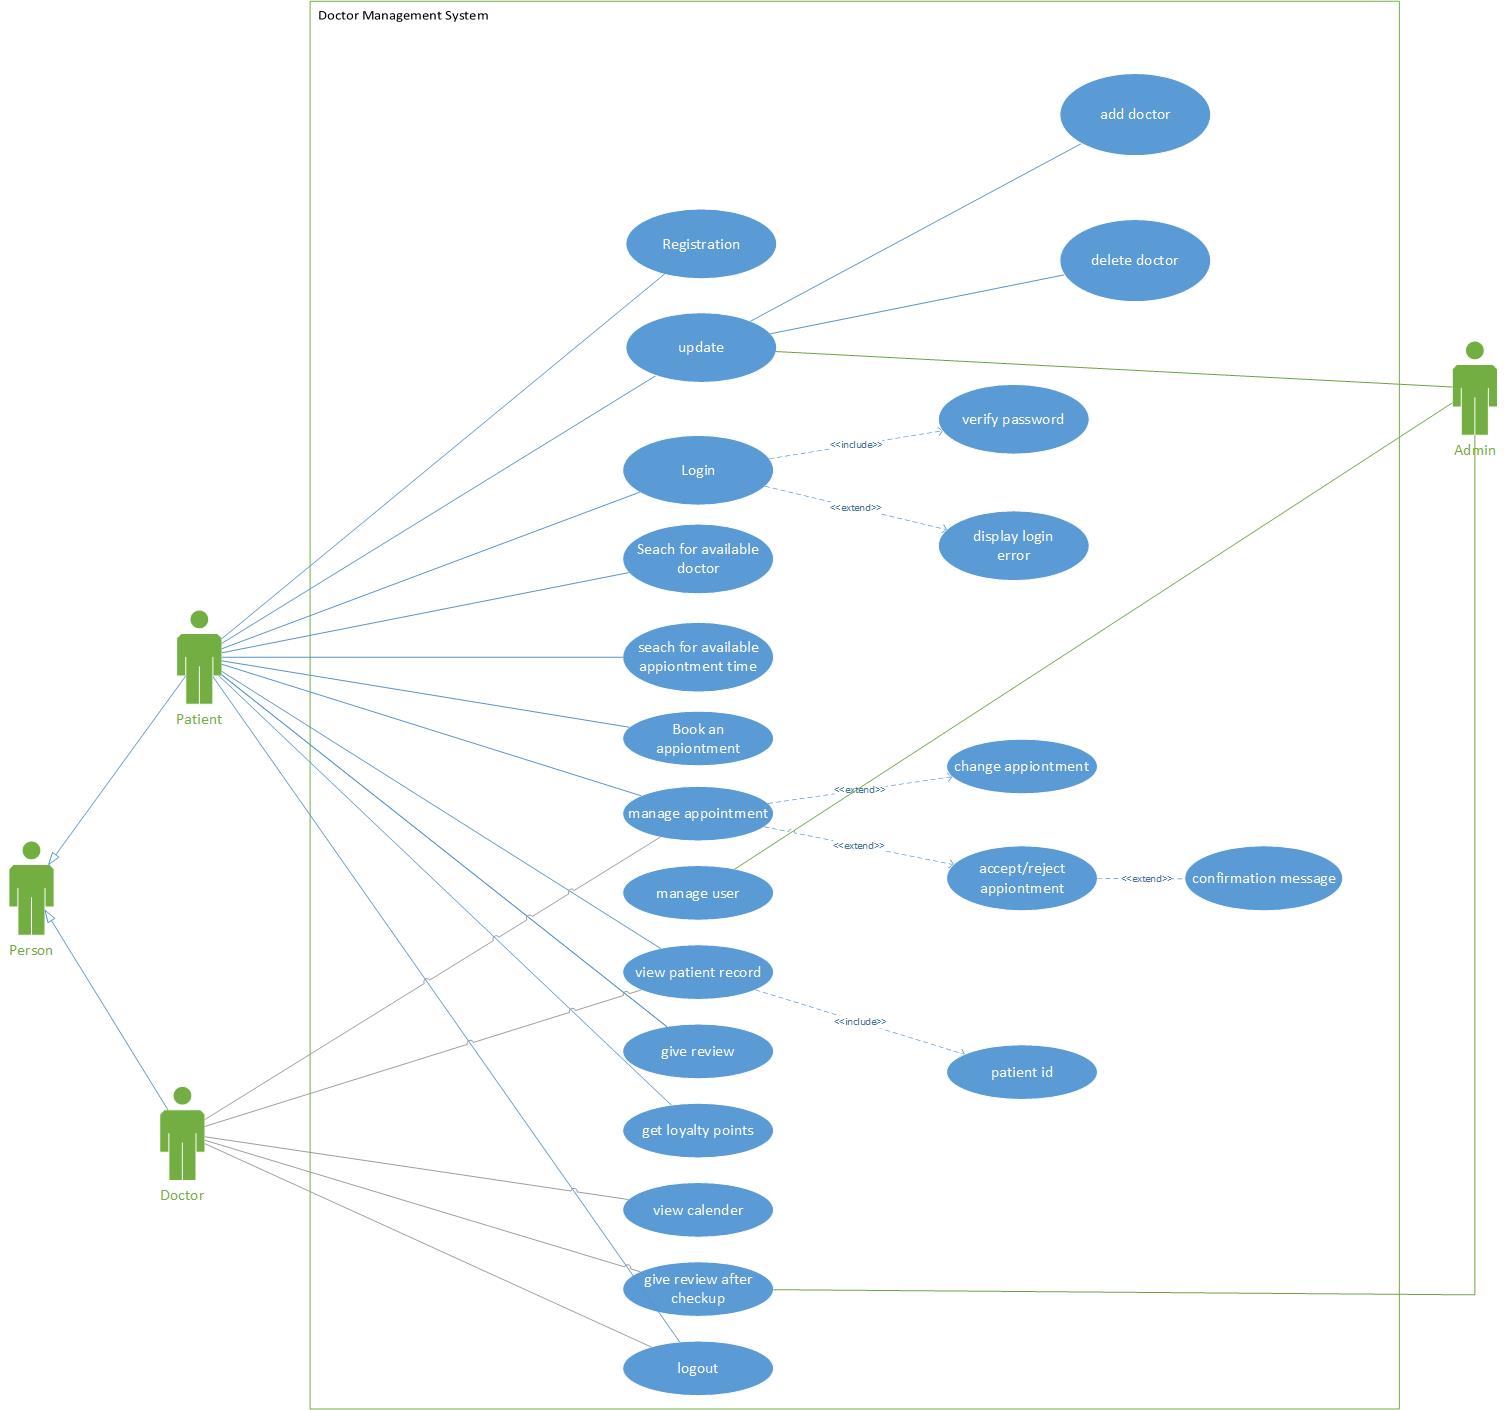 Doctor Management System
add doctor
Registration
delete doctor
update
verify password
<<include>>
Admin
Login
<<extend>>
display login
error
Seach for available
doctor
seach for available
appiontment time
Patient
Book an
appiontment
change appiontment
<<extend>>
manage appointment
<<extend>>
accept/reject
appiontment
<<extend>>
confirmation message
manage user
Person
view patient record
<<include>>
give review
patient id
get loyalty points
Doctor
view calender
give review after
checkup
logout